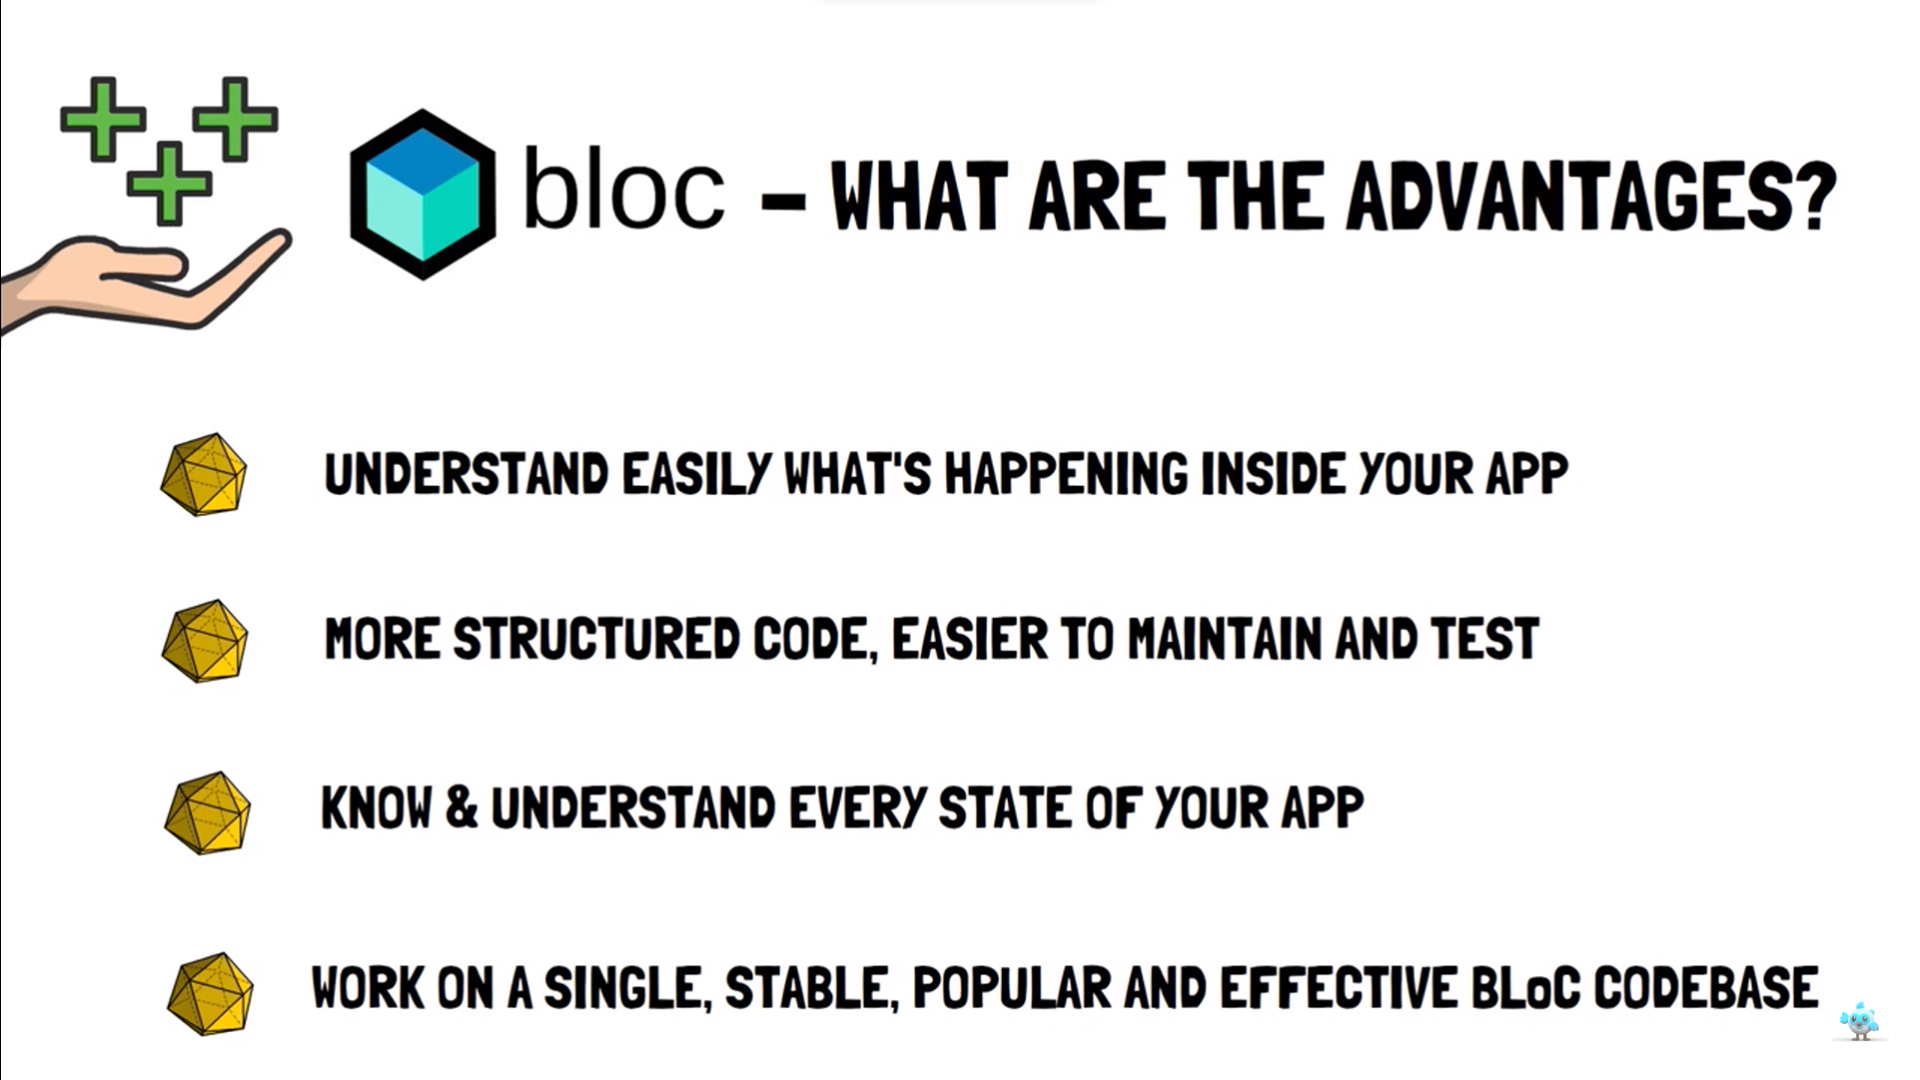 bloc - WHAT ARE THE ADVANTAGES?
UNDERSTAND EASILY WHAT'S HAPPENING INSIDE YOUR APP
MORE STRUCTURED CODE, EASIER TO MAINTAIN AND TEST
KNOW & UNDERSTAND EVERY STATE OF YOUR APP
WORK ON A SINGLE, STABLE, POPULAR AND EFFECTIVE BLoC CODEBASE